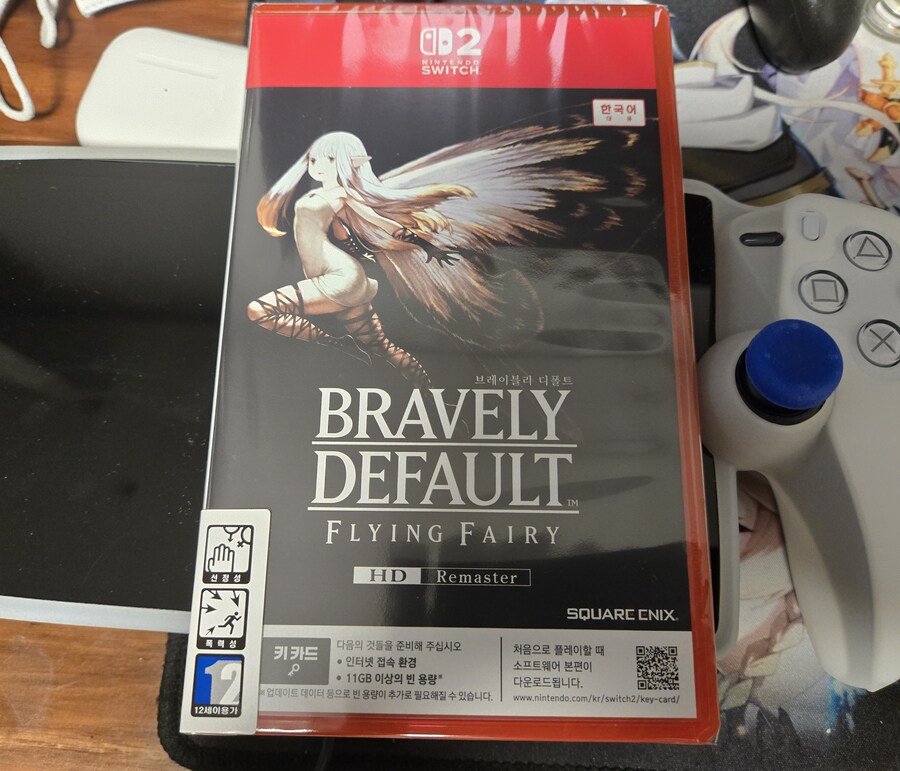 2
NINTENDO
SWITCH
한국어
대응
브레이블리 디폴트
BRAVELY
DEFAULT™
FLYING FAIRY
HD Remaster
SQUARE ENIX.
선정성
폭력성
12
12세이용가
키 카드
다음의 것들을 준비해 주십시오
• 인터넷 접속 환경
• 11GB 이상의 빈 용량※
※업데이트 데이터 등으로 빈 용량이 추가로 필요해질 수 있습니다.
처음으로 플레이할 때
소프트웨어 본편이
다운로드됩니다.
www.nintendo.com/kr/switch2/key-card/